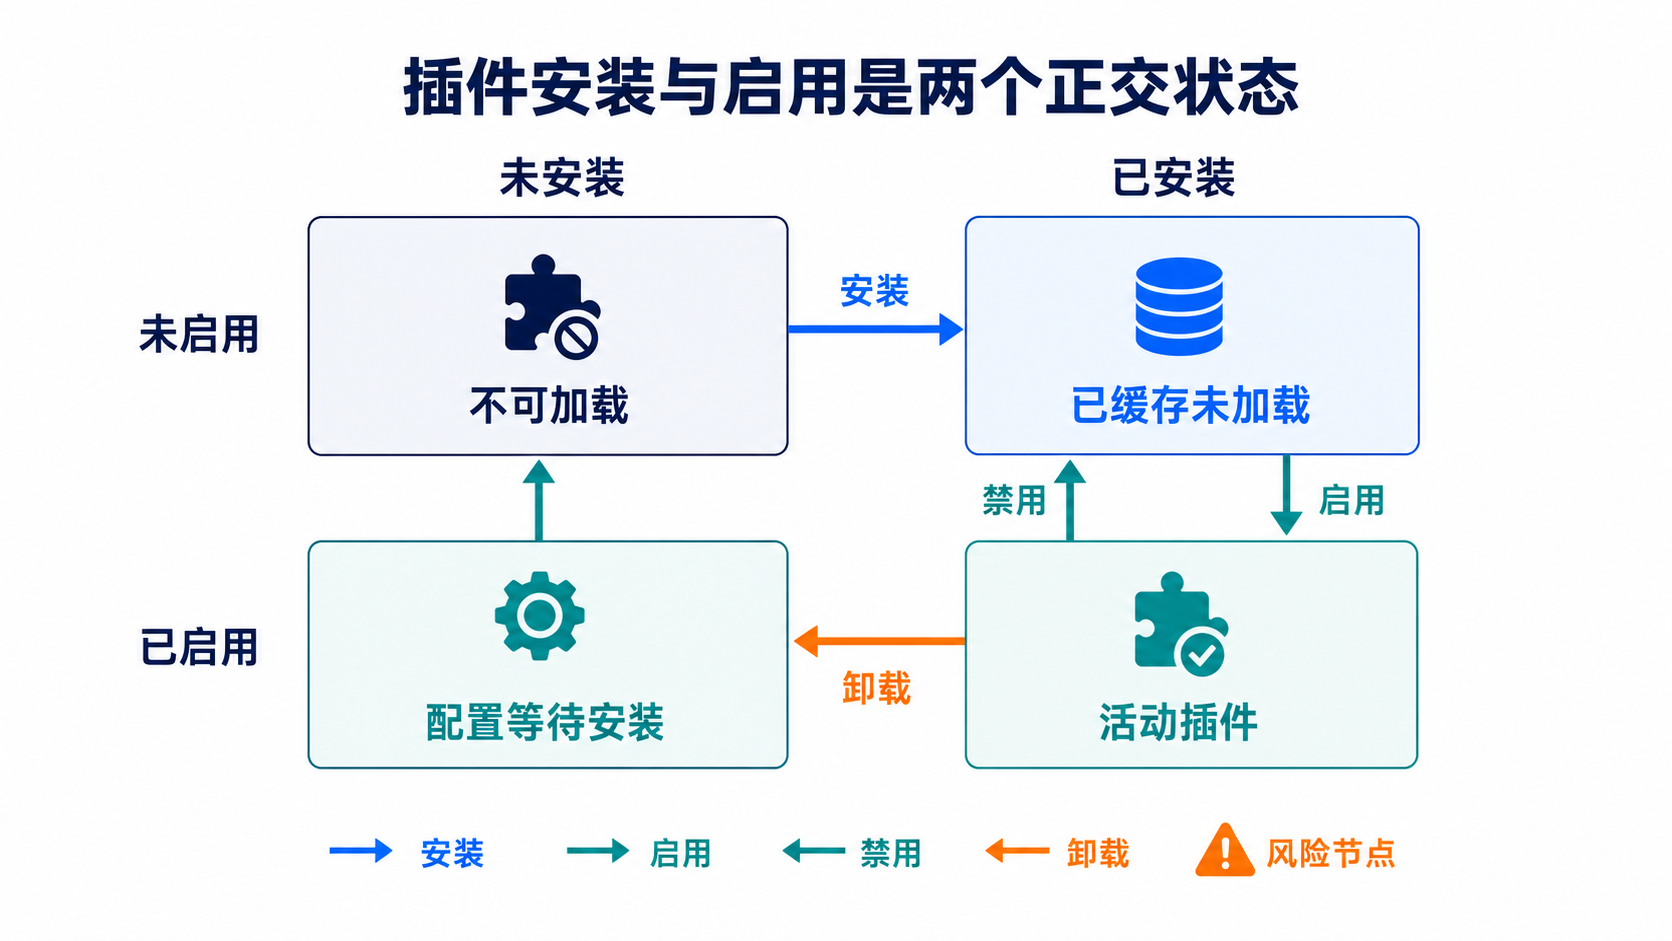 插件安装与启用是两个正交状态
未安装
已安装
未启用
不可加载
安装
已缓存未加载
禁用
启用
已启用
配置等待安装
卸载
活动插件
安装
启用
禁用
卸载
风险节点